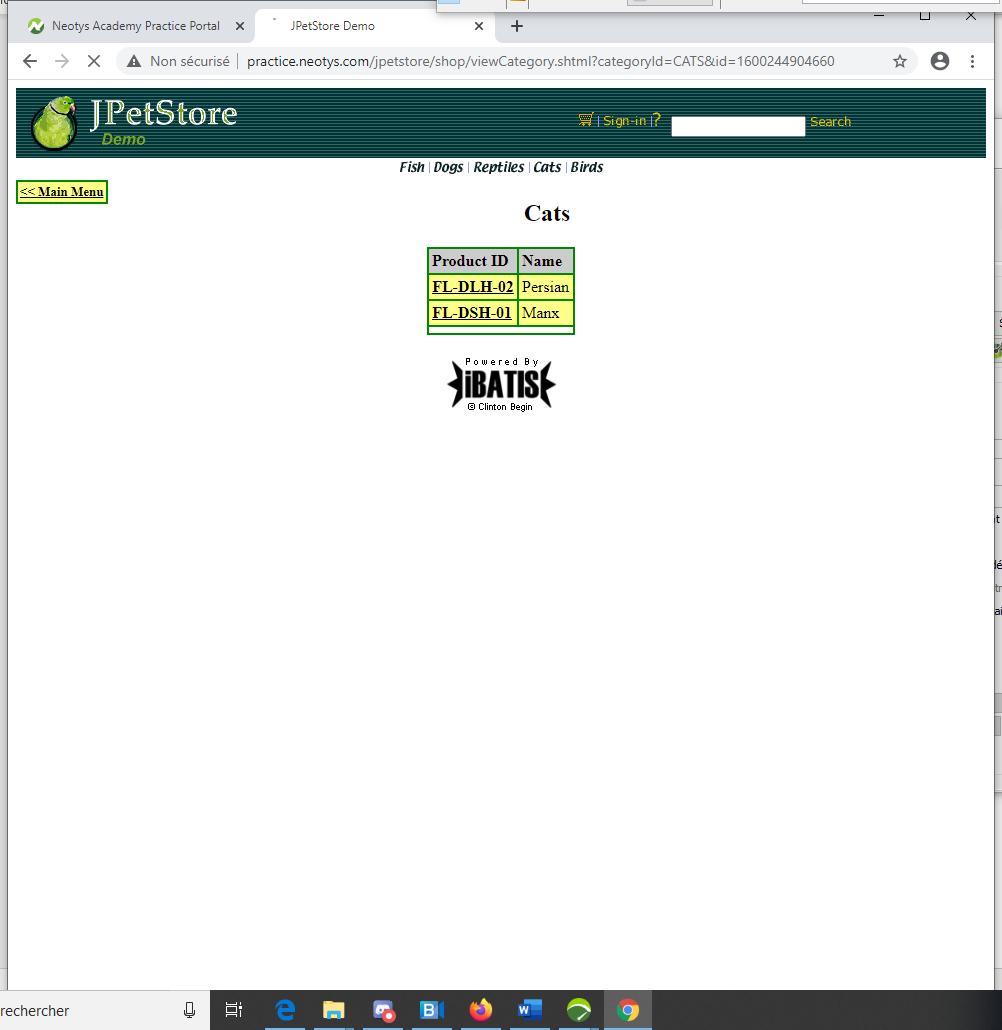 Neotys Academy Practice Portal
JPetStore Demo
Non sécurisé
practice.neotys.com/jpetstore/shop/viewCategory.shtml?categoryId=CATS&id=1600244904660
JPetStore
Demo
| Sign-in | ?
Search
Fish | Dogs | Reptiles | Cats | Birds
<< Main Menu
Cats
Product ID Name
FL-DLH-02 Persian
FL-DSH-01 Manx
Powered By
iBATIS
© Clinton Begin
rechercher